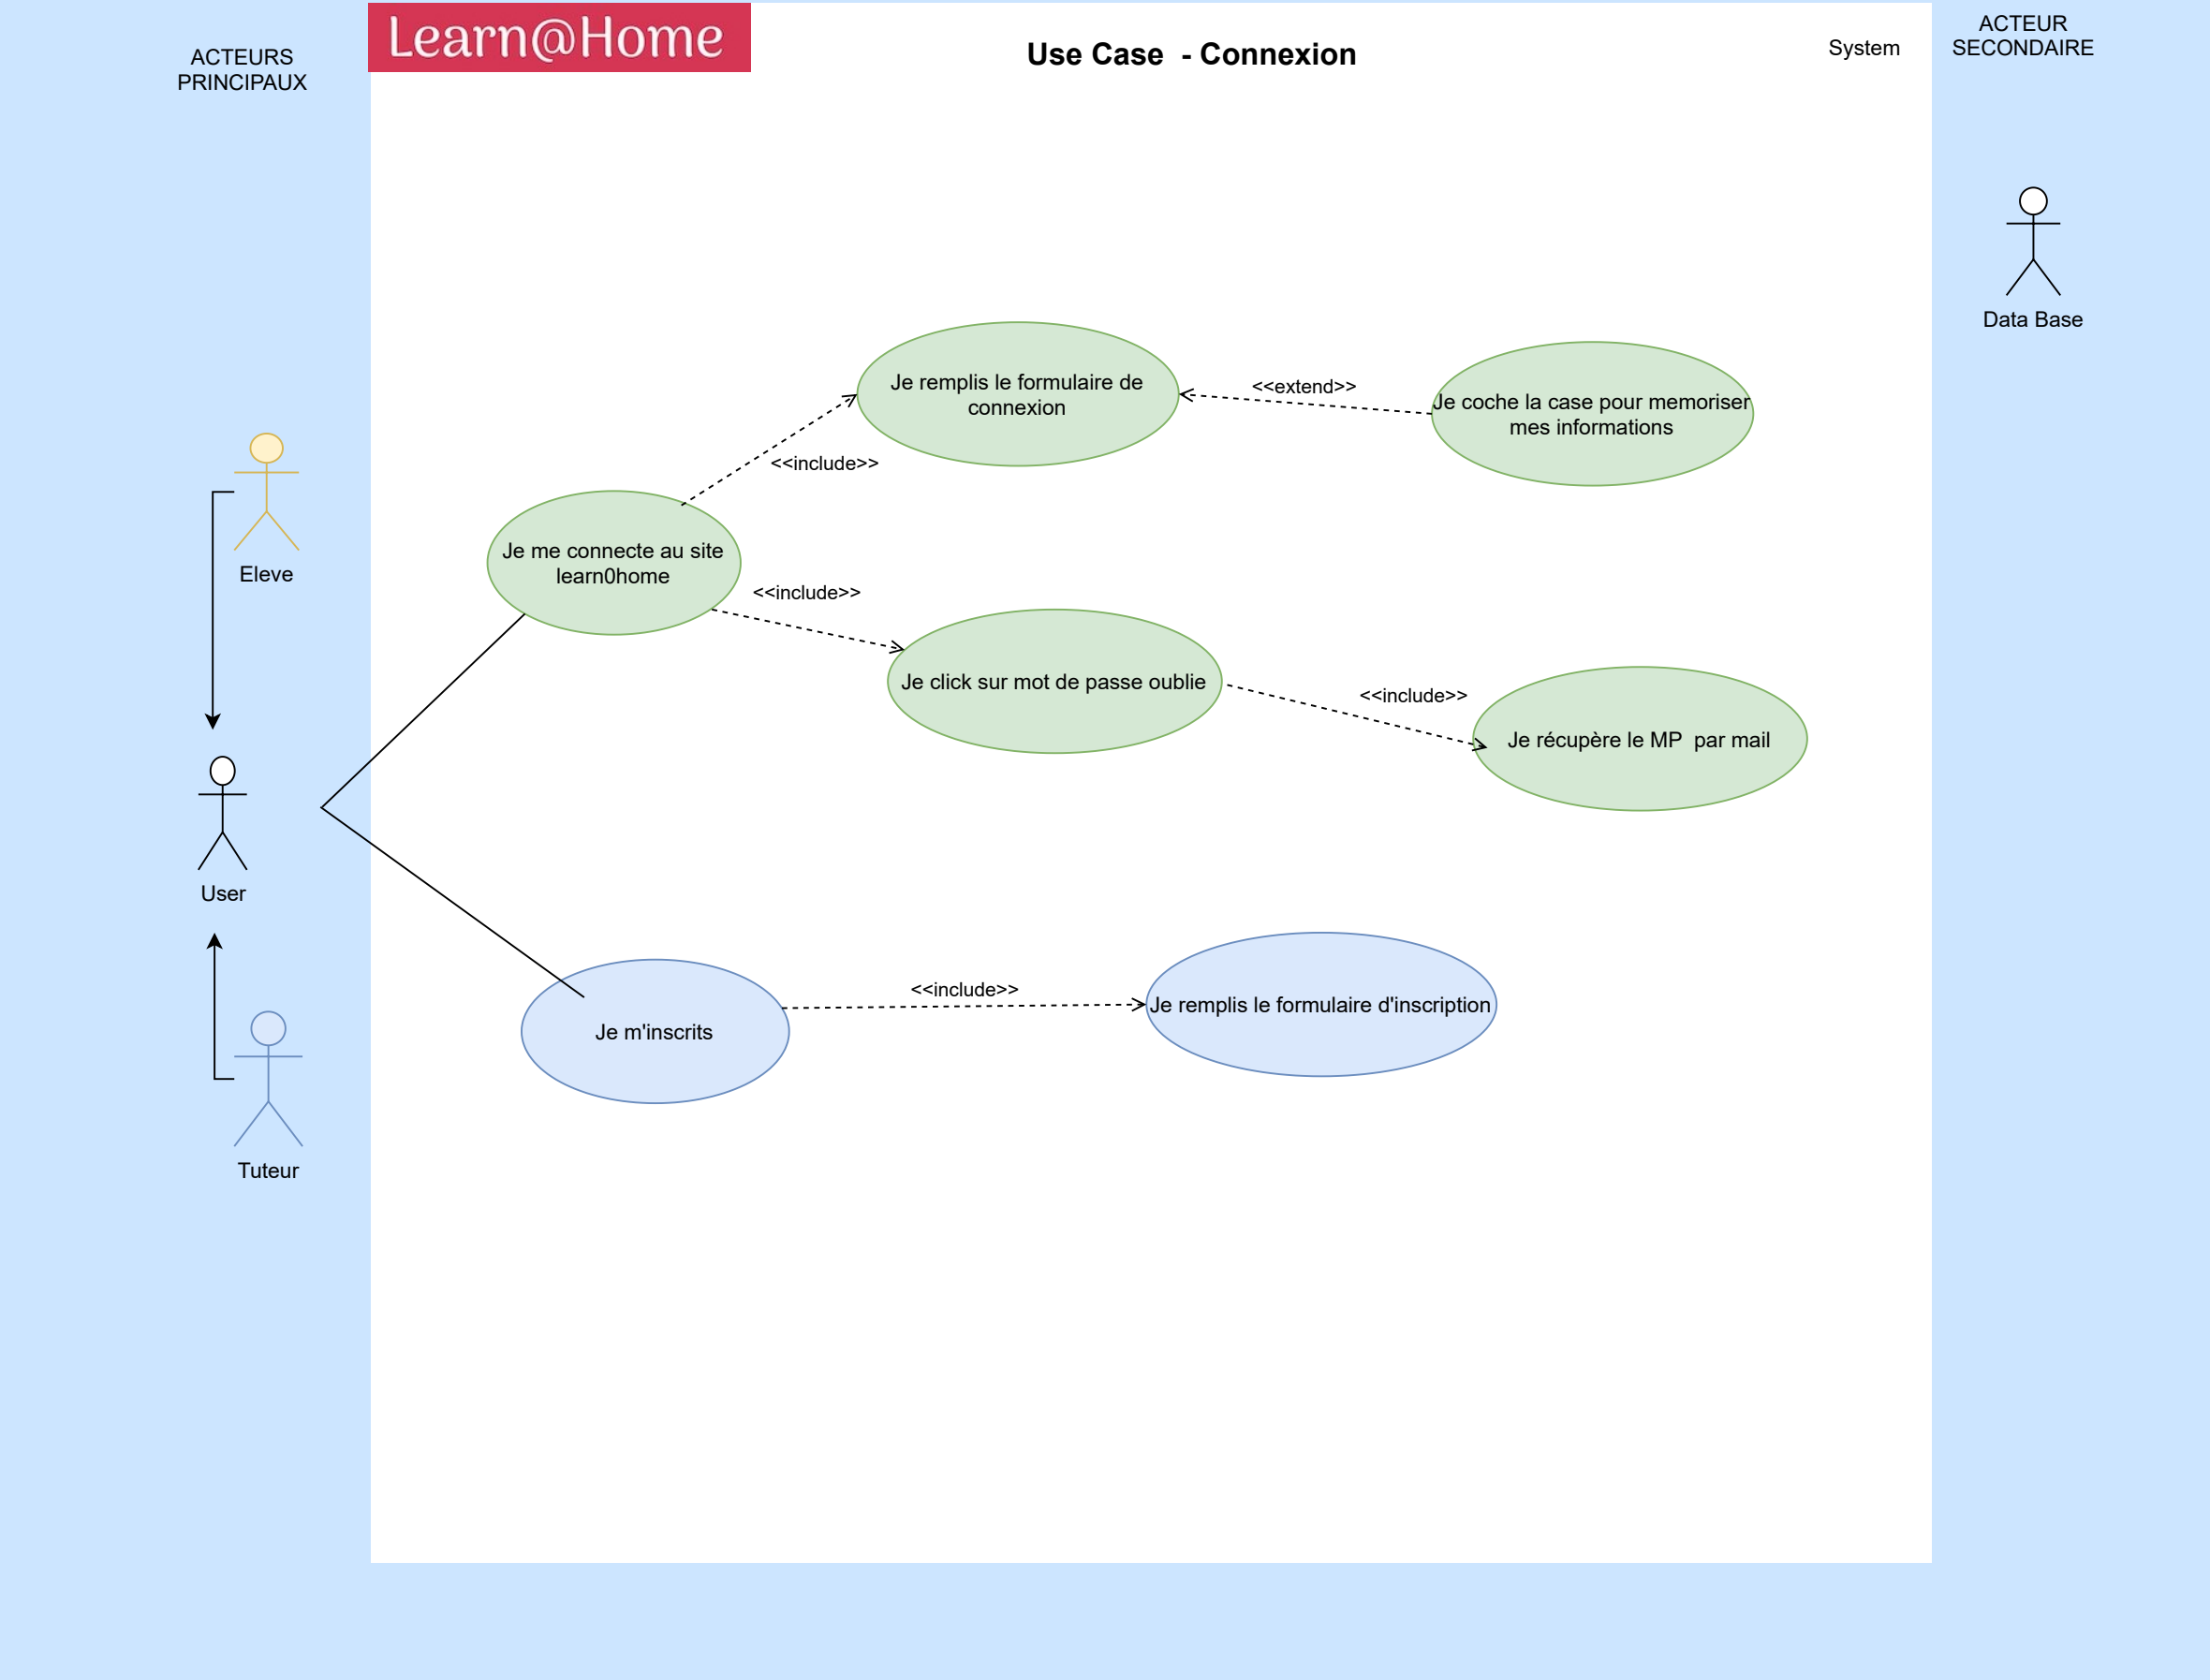 ACTEURS
PRINCIPAUX
Learn@Home
Use Case  - Connexion
System
ACTEUR
SECONDAIRE
Data Base
Je remplis le formulaire de
connexion
<<extend>>
Je coche la case pour memoriser
mes informations
<<include>>
Eleve
Je me connecte au site
learn0home
<<include>>
Je click sur mot de passe oublie
<<include>>
Je récupère le MP  par mail
User
<<include>>
Je remplis le formulaire d'inscription
Je m'inscrits
Tuteur